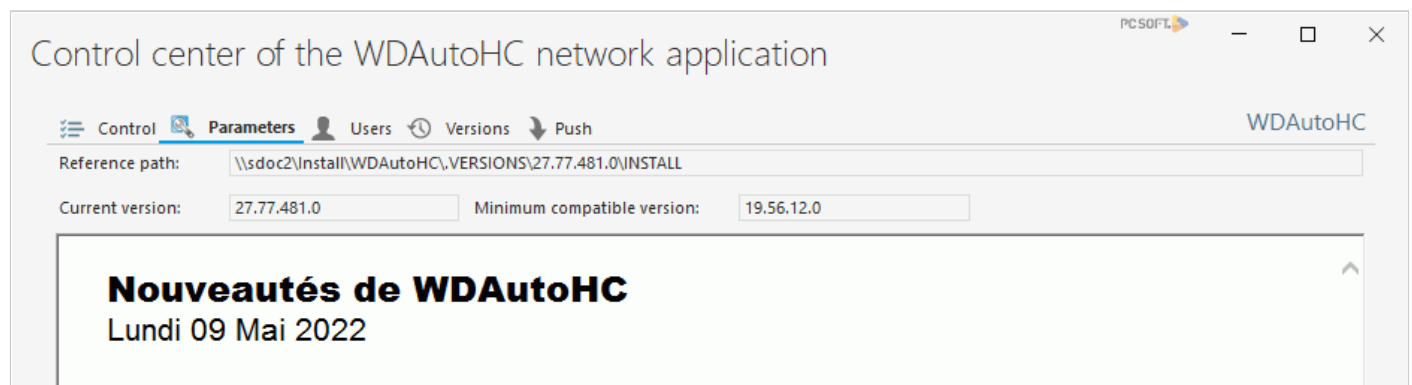 PC SOFT
Control center of the WDAutoHC network application
Control Parameters Users Versions Push WDAutoHC
Reference path: \\sdoc2\Install\WDAutoHC\.VERSIONS\27.77.481.0\INSTALL
Current version: 27.77.481.0 Minimum compatible version: 19.56.12.0
Nouveautés de WDAutoHC
Lundi 09 Mai 2022